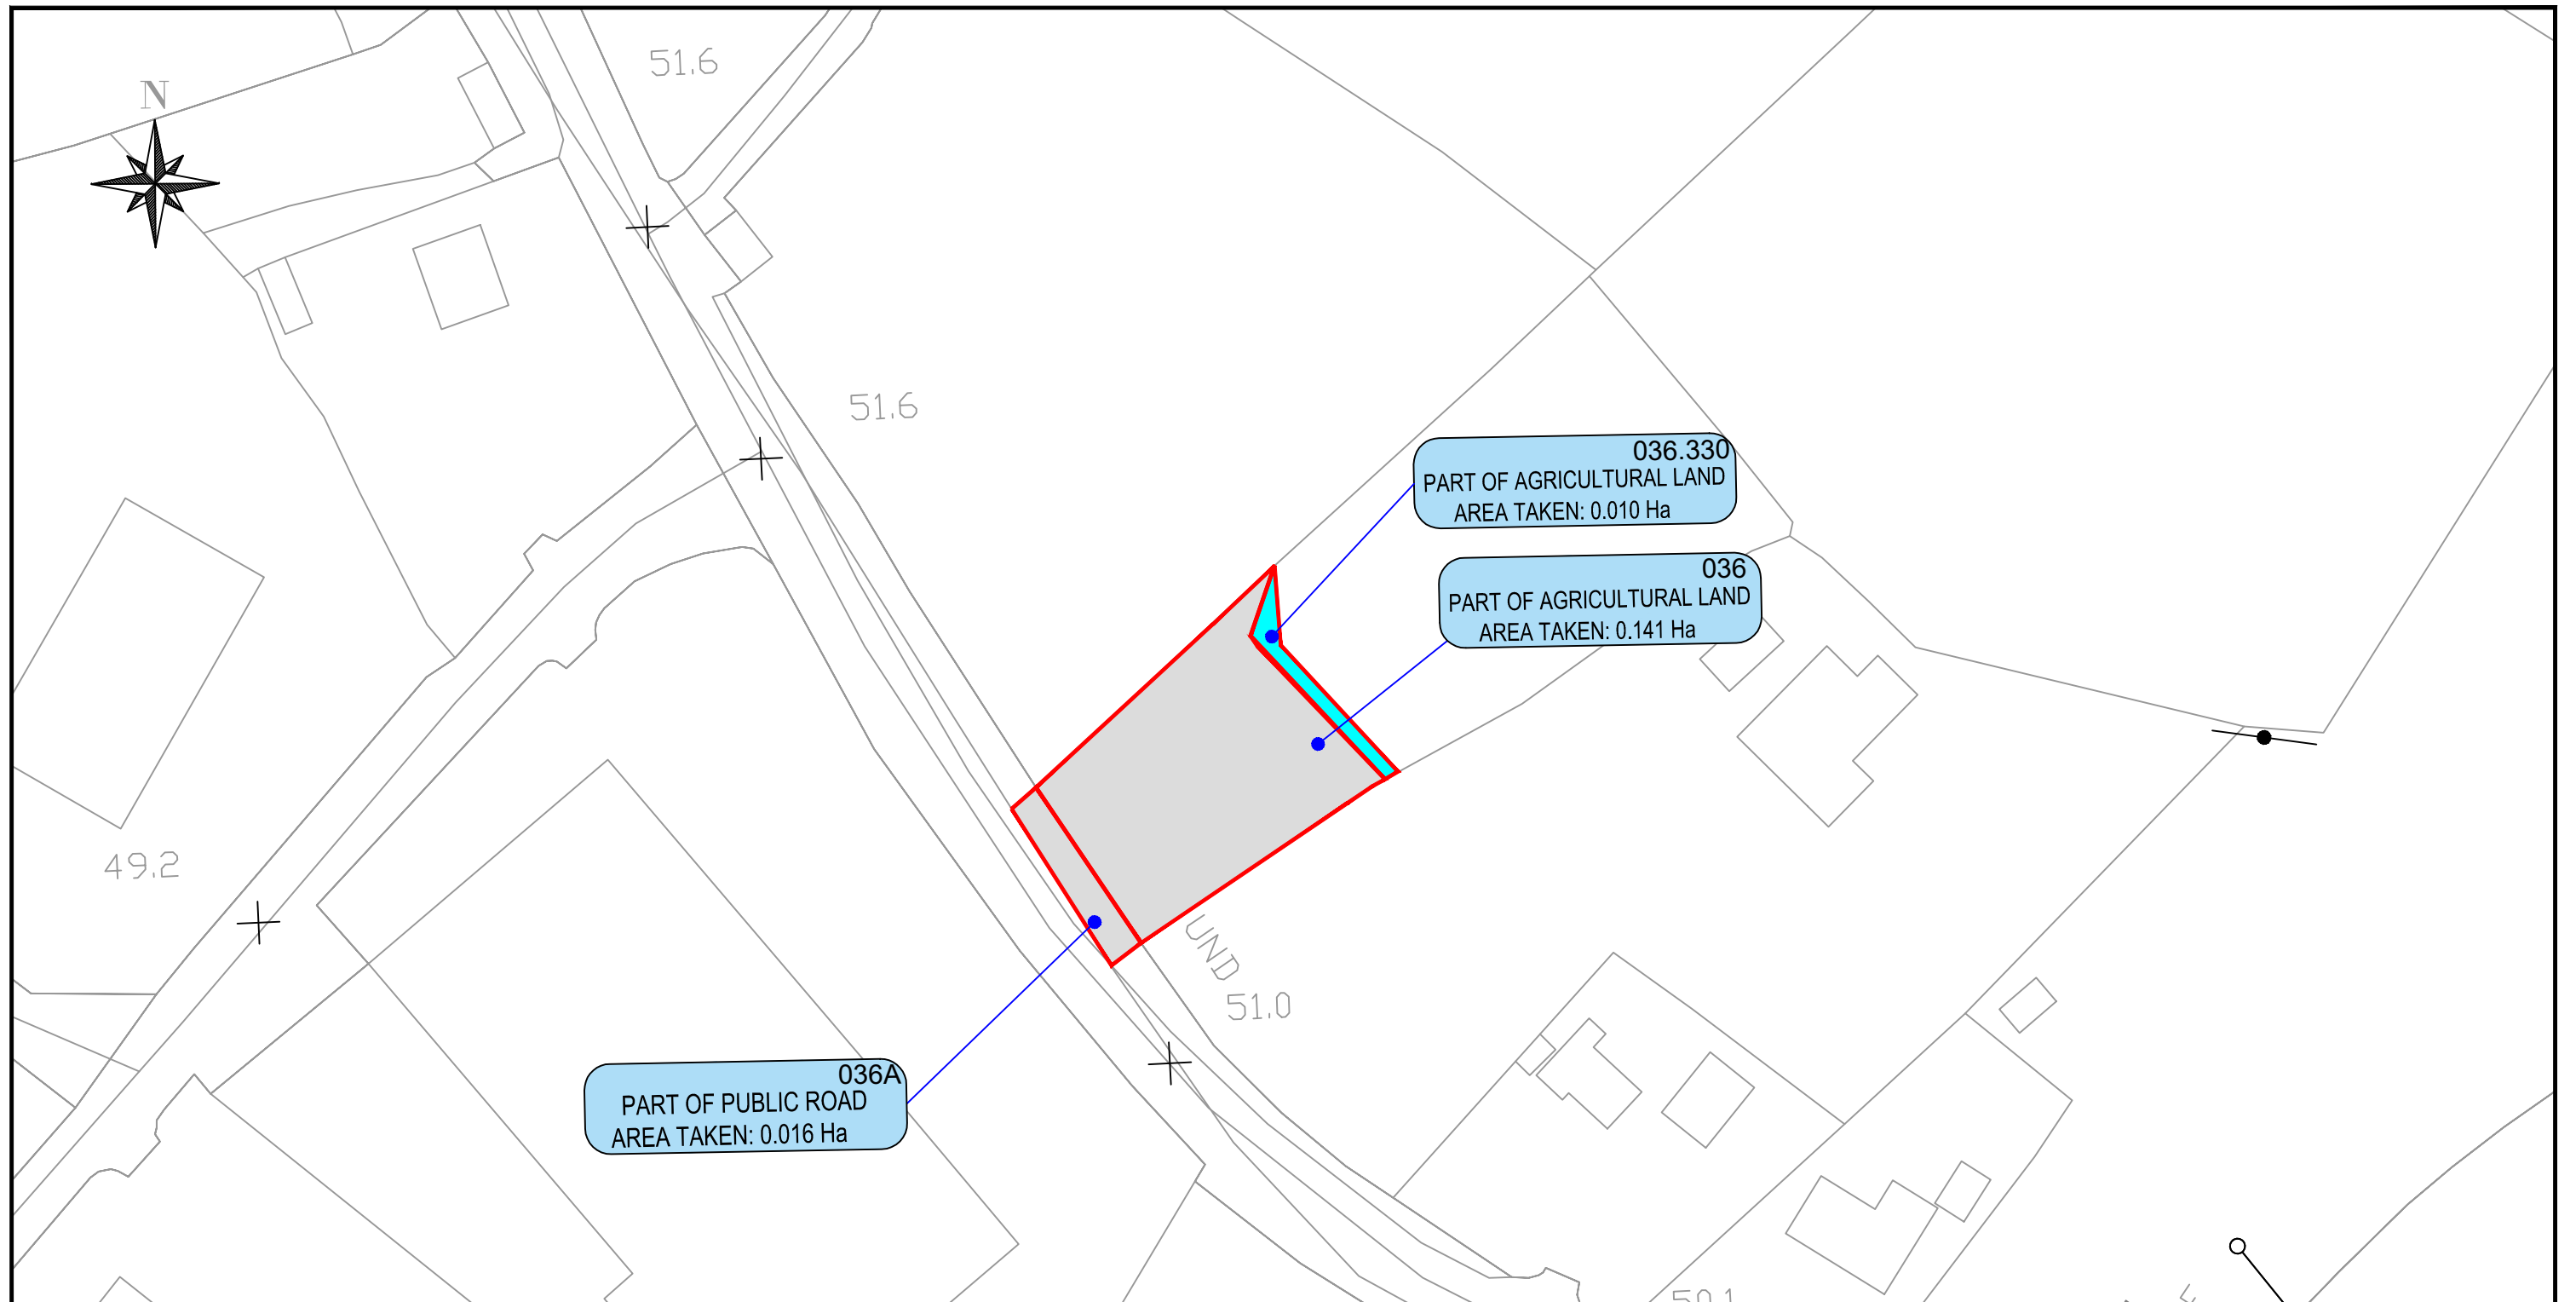 51.6
N
51.6
036.330
PART OF AGRICULTURAL LAND
AREA TAKEN: 0.010 Ha
036
PART OF AGRICULTURAL LAND
AREA TAKEN: 0.141 Ha
49.2
UND
51.0
036A
PART OF PUBLIC ROAD
AREA TAKEN: 0.016 Ha